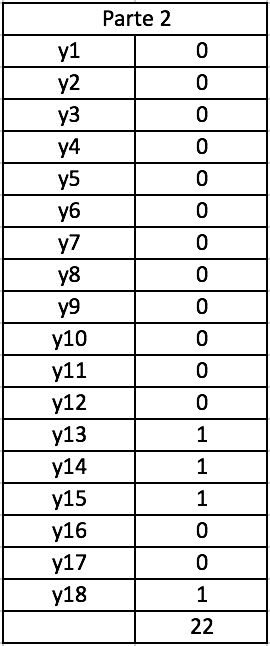 Parte 2
y1 0
y2 0
y3 0
y4 0
y5 0
y6 0
y7 0
y8 0
y9 0
y10 0
y11 0
y12 0
y13 1
y14 1
y15 1
y16 0
y17 0
y18 1
22